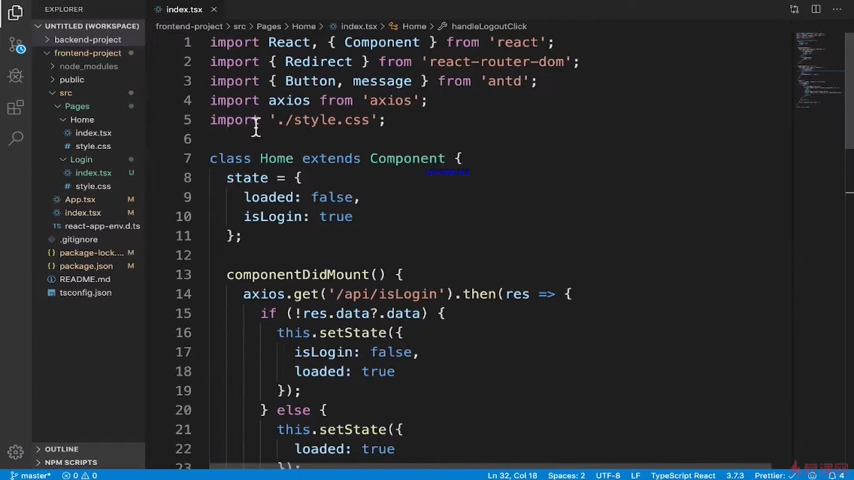 EXPLORER
UNTITLED (WORKSPACE)
backend-project
frontend-project
node_modules
public
src
Pages
Home
index.tsx
style.css
Login
index.tsx U
style.css
App.tsx
index.tsx
react-app-env.d.ts
.gitignore
package-lock....
package.json
README.md
tsconfig.json
OUTLINE
NPM SCRIPTS
index.tsx ×
frontend-project > src > Pages > Home > index.tsx > Home > handleLogoutClick
1 import React, { Component } from 'react';
2 import { Redirect } from 'react-router-dom';
3 import { Button, message } from 'antd';
4 import axios from 'axios';
5 import './style.css';
6
7 class Home extends Component {
8 state = {
9 loaded: false,
10 isLogin: true
11 };
12
13 componentDidMount() {
14 axios.get('/api/isLogin').then(res => {
15 if (!res.data?.data) {
16 this.setState({
17 isLogin: false,
18 loaded: true
19 });
20 } else {
21 this.setState({
22 loaded: true
23 });
master* 0 0 Ln 32, Col 18 Spaces: 2 UTF-8 LF TypeScript React 3.7.3 Prettier: ✓ 4